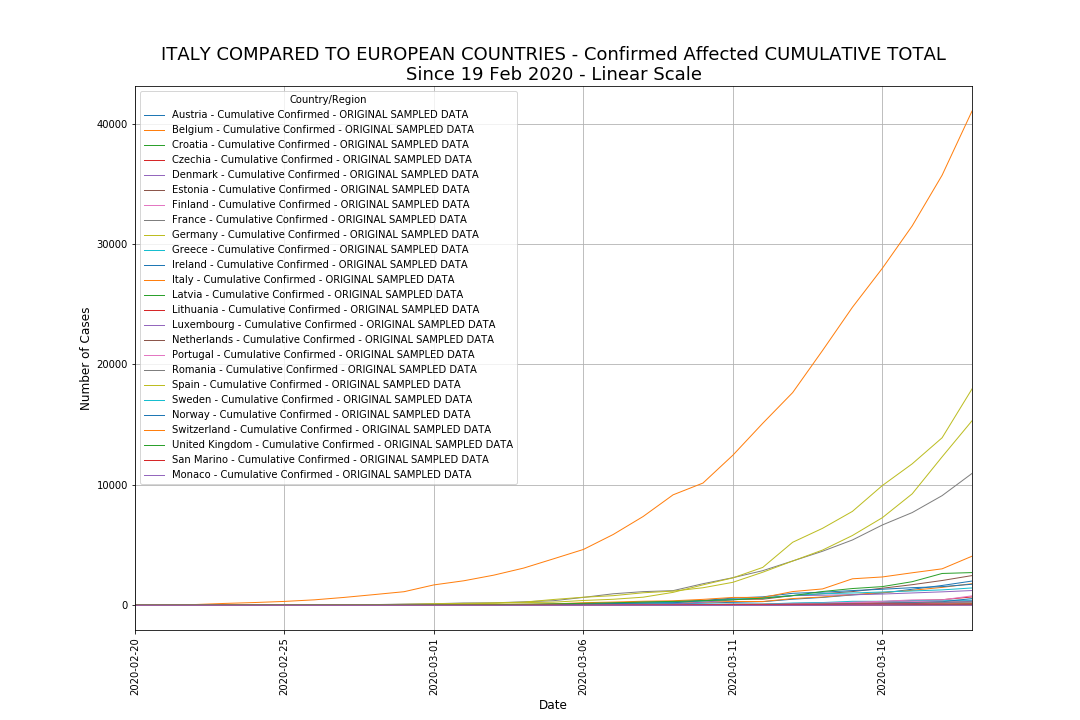 ITALY COMPARED TO EUROPEAN COUNTRIES - Confirmed Affected CUMULATIVE TOTAL
Since 19 Feb 2020 - Linear Scale
Country/Region
Austria - Cumulative Confirmed - ORIGINAL SAMPLED DATA
Belgium - Cumulative Confirmed - ORIGINAL SAMPLED DATA
Croatia - Cumulative Confirmed - ORIGINAL SAMPLED DATA
Czechia - Cumulative Confirmed - ORIGINAL SAMPLED DATA
Denmark - Cumulative Confirmed - ORIGINAL SAMPLED DATA
Estonia - Cumulative Confirmed - ORIGINAL SAMPLED DATA
Finland - Cumulative Confirmed - ORIGINAL SAMPLED DATA
France - Cumulative Confirmed - ORIGINAL SAMPLED DATA
Germany - Cumulative Confirmed - ORIGINAL SAMPLED DATA
Greece - Cumulative Confirmed - ORIGINAL SAMPLED DATA
Ireland - Cumulative Confirmed - ORIGINAL SAMPLED DATA
Italy - Cumulative Confirmed - ORIGINAL SAMPLED DATA
Latvia - Cumulative Confirmed - ORIGINAL SAMPLED DATA
Lithuania - Cumulative Confirmed - ORIGINAL SAMPLED DATA
Luxembourg - Cumulative Confirmed - ORIGINAL SAMPLED DATA
Netherlands - Cumulative Confirmed - ORIGINAL SAMPLED DATA
Portugal - Cumulative Confirmed - ORIGINAL SAMPLED DATA
Romania - Cumulative Confirmed - ORIGINAL SAMPLED DATA
Spain - Cumulative Confirmed - ORIGINAL SAMPLED DATA
Sweden - Cumulative Confirmed - ORIGINAL SAMPLED DATA
Norway - Cumulative Confirmed - ORIGINAL SAMPLED DATA
Switzerland - Cumulative Confirmed - ORIGINAL SAMPLED DATA
United Kingdom - Cumulative Confirmed - ORIGINAL SAMPLED DATA
San Marino - Cumulative Confirmed - ORIGINAL SAMPLED DATA
Monaco - Cumulative Confirmed - ORIGINAL SAMPLED DATA
Number of Cases
40000
30000
20000
10000
0
2020-02-20
2020-02-25
2020-03-01
2020-03-06
2020-03-11
2020-03-16
Date